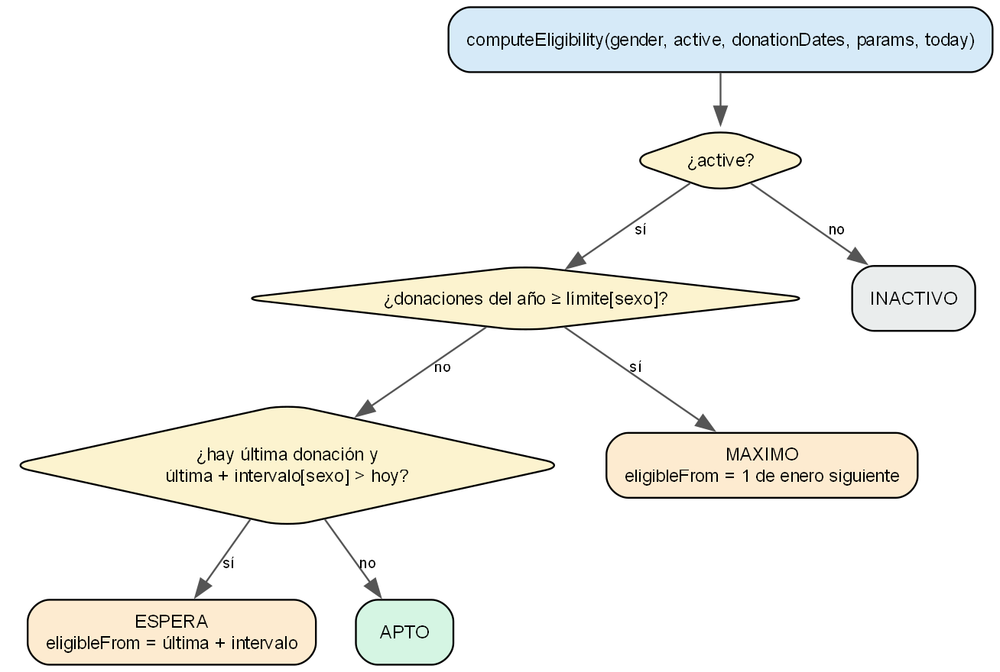 computeEligibility(gender, active, donationDates, params, today)
¿active?
sí
no
¿donaciones del año ≥ límite[sexo]?
INACTIVO
no
sí
¿hay última donación y
última + intervalo[sexo] > hoy?
MAXIMO
eligibleFrom = 1 de enero siguiente
sí
no
ESPERA
eligibleFrom = última + intervalo
APTO